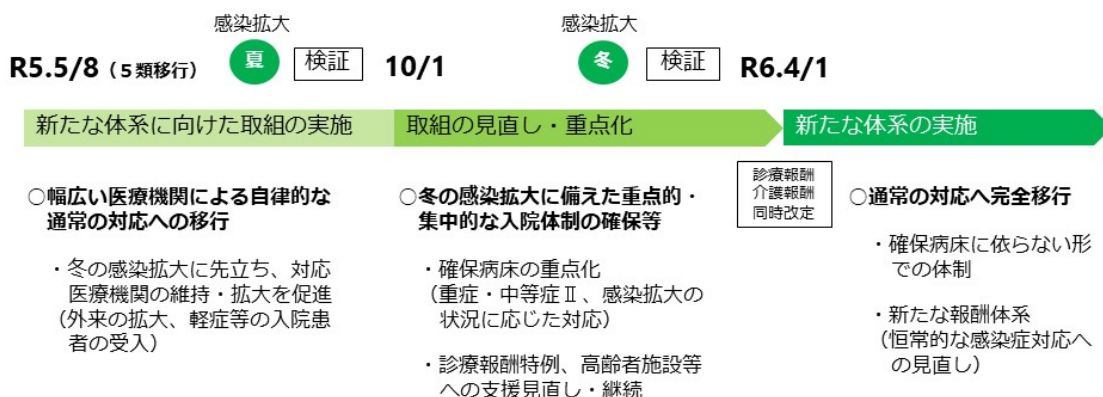 感染拡大
感染拡大
R5.5/8（５類移行）
夏
検証
10/1
冬
検証
R6.4/1
新たな体系に向けた取組の実施
取組の見直し・重点化
新たな体系の実施
○幅広い医療機関による自律的な
通常の対応への移行
・冬の感染拡大に先立ち、対応
医療機関の維持・拡大を促進
（外来の拡大、軽症等の入院患
者の受入）
○冬の感染拡大に備えた重点的・
集中的な入院体制の確保等
・確保病床の重点化
（重症・中等症Ⅱ、感染拡大の
状況に応じた対応）
・診療報酬特例、高齢者施設等
への支援見直し・継続
診療報酬
介護報酬
同時改定
○通常の対応へ完全移行
・確保病床に依らない形
での体制
・新たな報酬体系
（恒常的な感染症対応へ
の見直し）